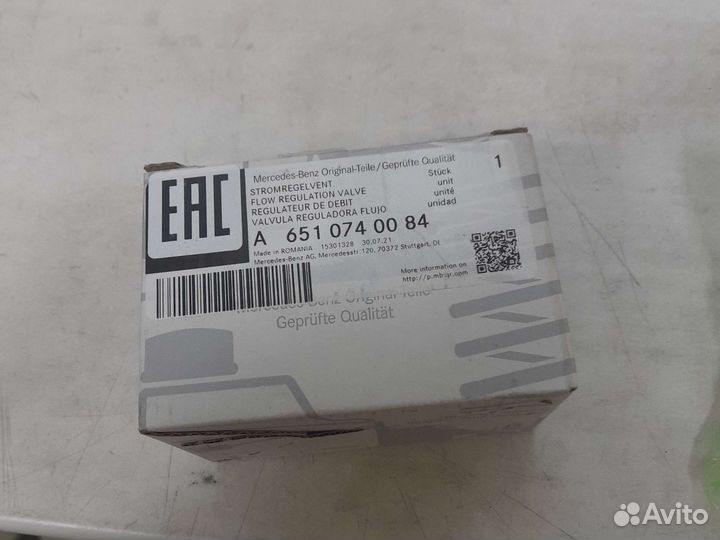 EAC
Mercedes-Benz Original-Teile/Geprüfte Qualität 1
STROMREGELVENT. Stück
FLOW REGULATION VALVE unit
REGULATEUR DE DEBIT unité
VALVULA REGULADORA FLUJO unidad
A 651 074 00 84
Made in ROMANIA 15301328 30.07.21
Mercedes-Benz AG, Mercedesstr.120, 70372 Stuttgart, DE
More information on
Mercedes-Benz Original-Teile
Geprüfte Qualität
Avito